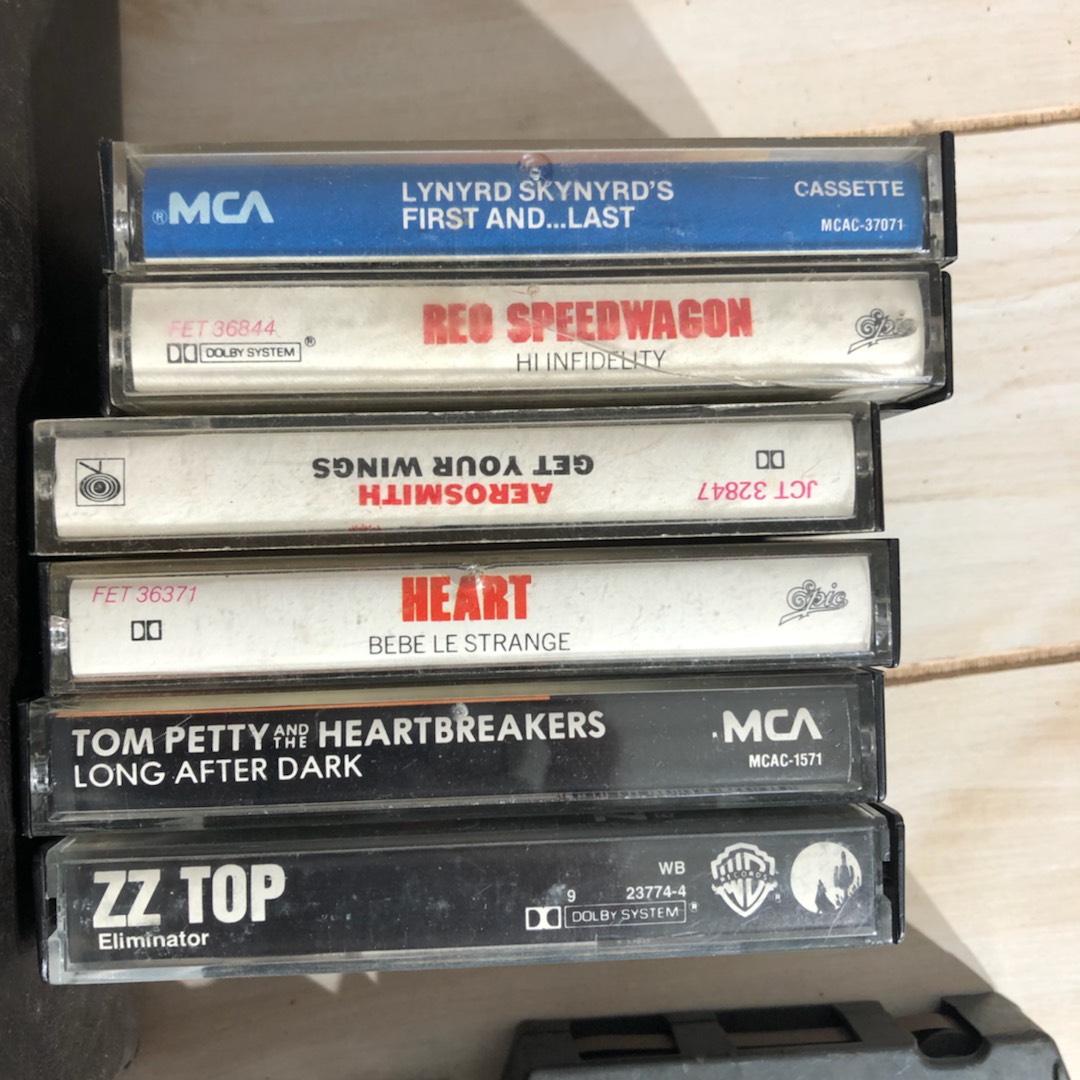 ® MCA
LYNYRD SKYNYRD'S
FIRST AND...LAST
CASSETTE
MCAC-37071
FET 36844
DOLBY SYSTEM ®
REO SPEEDWAGON
HI INFIDELITY
Epic
AEROSMITH
GET YOUR WINGS
JCT 32847
FET 36371
HEART
BEBE LE STRANGE
Epic
TOM PETTY AND THE HEARTBREAKERS
LONG AFTER DARK
MCA
MCAC-1571
ZZ TOP
Eliminator
WB
9 23774-4
DOLBY SYSTEM ®
WB
RECORDS
®